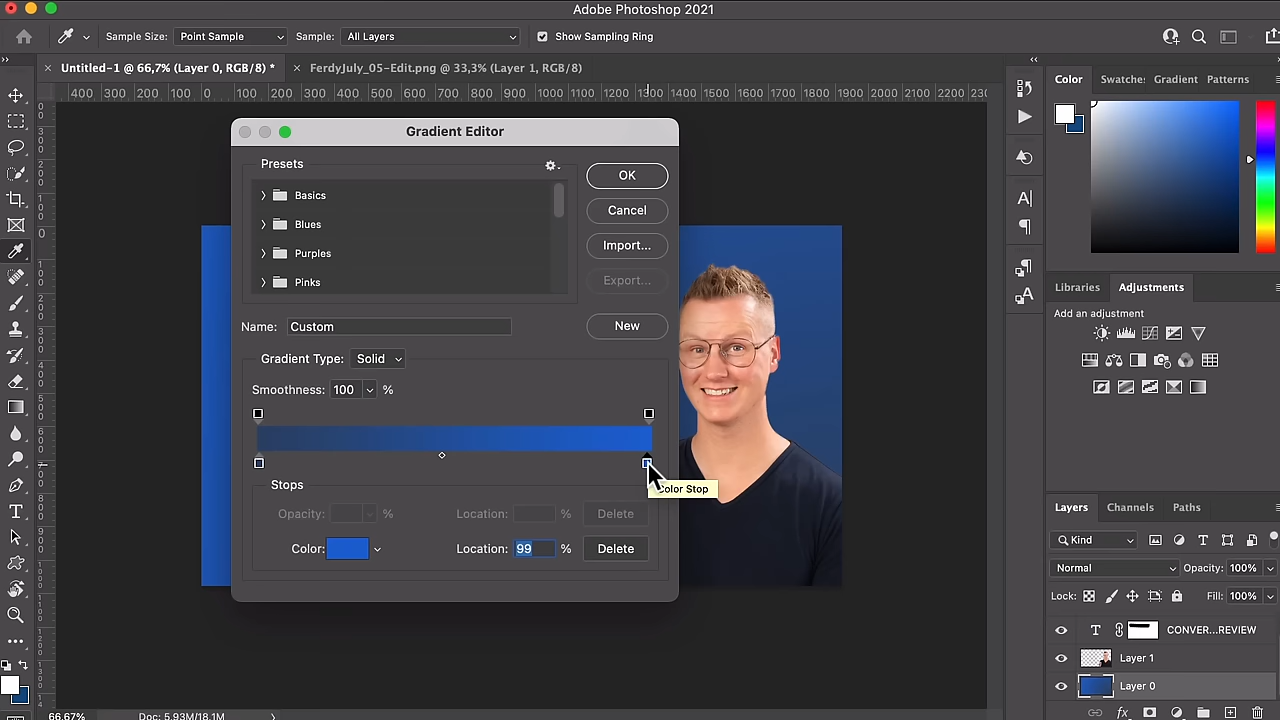 Adobe Photoshop 2021
Sample Size: Point Sample Sample: All Layers Show Sampling Ring
Untitled-1 @ 66,7% (Layer 0, RGB/8) * FerdyJuly_05-Edit.png @ 33,3% (Layer 1, RGB/8)
400 300 200 100 0 100 200 300 400 500 600 700 800 900 1000 1100 1200 1300 1400 1500 1600 1700 1800 1900 2000 2100 2200 230
Color Swatche: Gradient Patterns
Gradient Editor
Presets
Basics
Blues
Purples
Pinks
OK
Cancel
Import...
Export...
New
Name: Custom
Gradient Type: Solid
Smoothness: 100 %
Color Stop
Stops
Opacity: % Location: % Delete
Color: Location: 99 % Delete
Libraries Adjustments
Add an adjustment
Layers Channels Paths
Kind
Normal Opacity: 100%
Lock: Fill: 100%
T CONVER...REVIEW
Layer 1
Layer 0
fx
66.67% Doc: 5.93M/18.1M